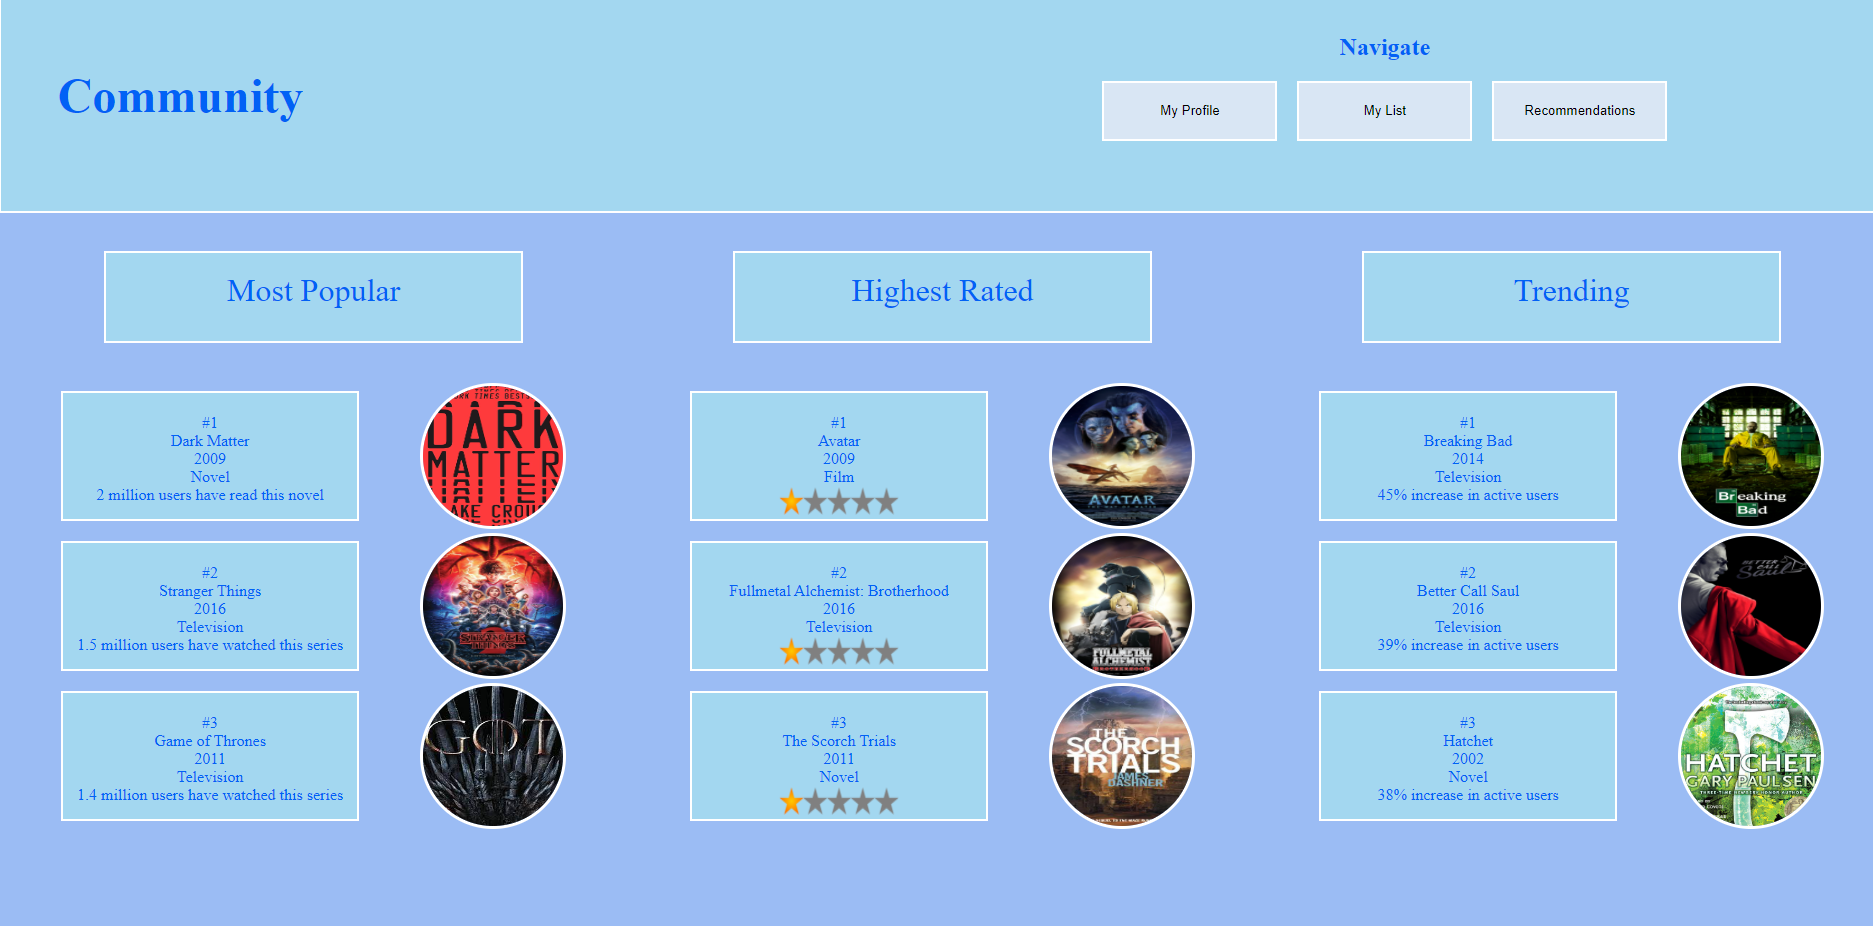 Community
Navigate
My Profile
My List
Recommendations
Most Popular
#1
Dark Matter
2009
Novel
2 million users have read this novel
DARK
MATTER
#2
Stranger Things
2016
Television
1.5 million users have watched this series
STRANGER
THINGS
#3
Game of Thrones
2011
Television
1.4 million users have watched this series
GOT
Highest Rated
#1
Avatar
2009
Film
AVATAR
#2
Fullmetal Alchemist: Brotherhood
2016
Television
FULLMETAL
ALCHEMIST
#3
The Scorch Trials
2011
Novel
THE
SCORCH
TRIALS
JAMES
DASHNER
Trending
#1
Breaking Bad
2014
Television
45% increase in active users
Breaking
Bad
#2
Better Call Saul
2016
Television
39% increase in active users
BETTER
CALL
Saul
#3
Hatchet
2002
Novel
38% increase in active users
HATCHET
GARY PAULSEN
THREE-TIME NEWBERY HONOR AUTHOR